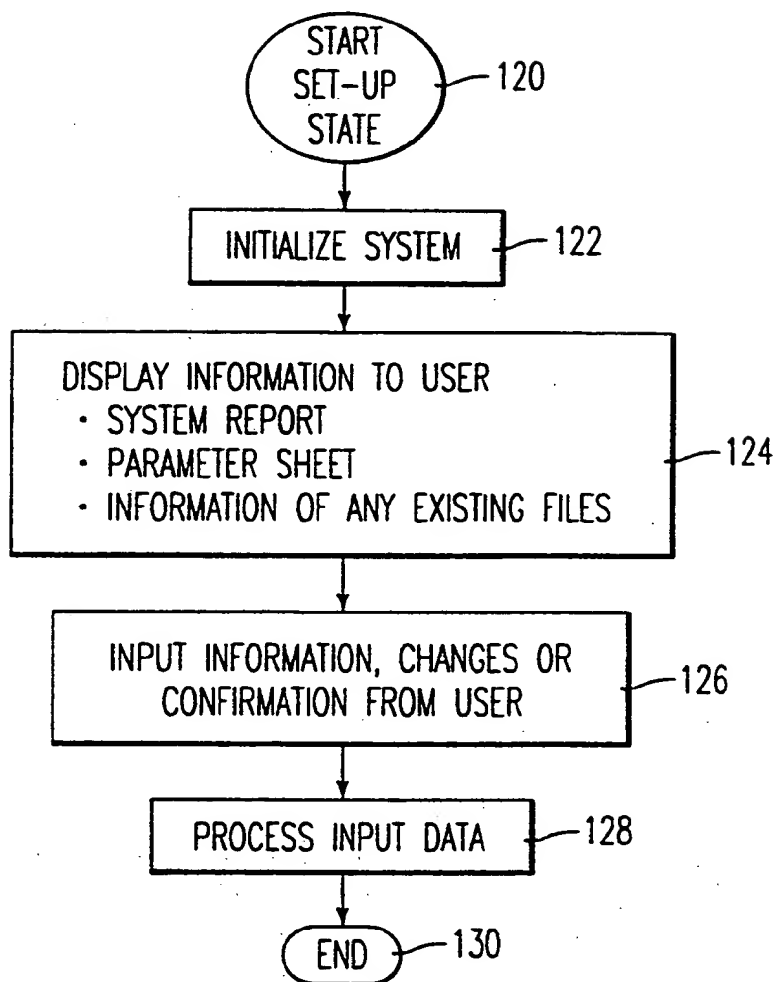 START
SET-UP
STATE
120
INITIALIZE SYSTEM
122
DISPLAY INFORMATION TO USER
· SYSTEM REPORT
· PARAMETER SHEET
· INFORMATION OF ANY EXISTING FILES
124
INPUT INFORMATION, CHANGES OR
CONFIRMATION FROM USER
126
PROCESS INPUT DATA
128
END
130